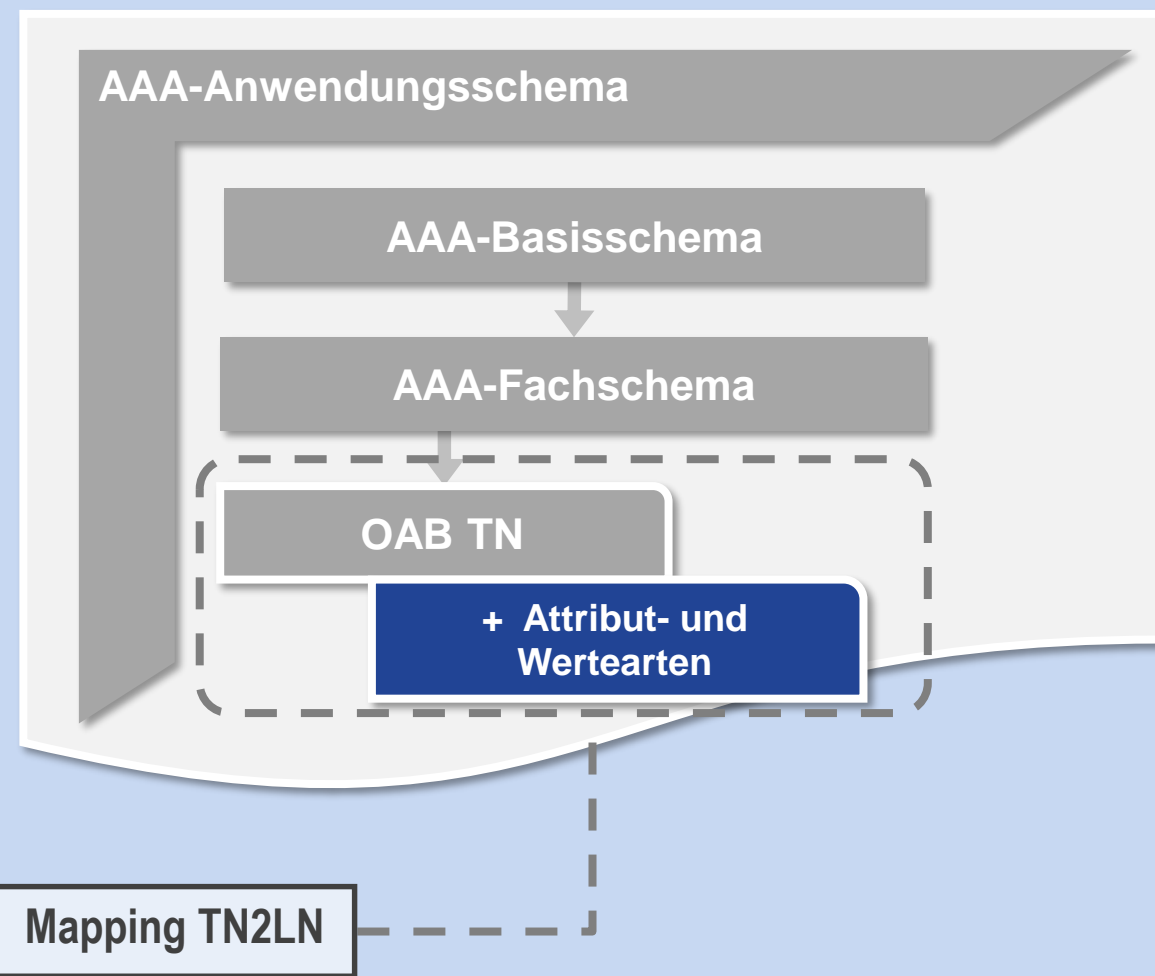 AAA-Anwendungsschema
AAA-Basisschema
AAA-Fachschema
OAB TN
+ Attribut- und
Wertearten
Mapping TN2LN